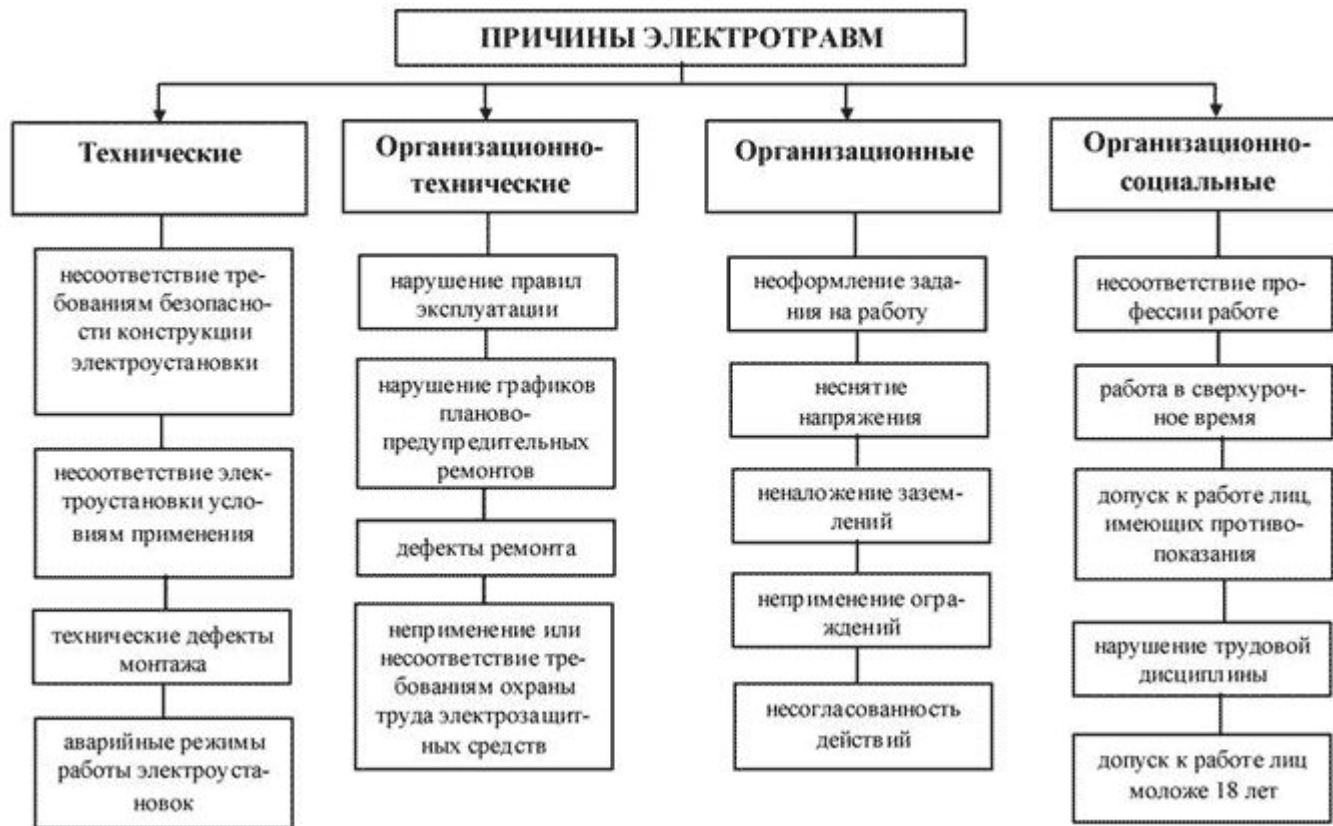 ПРИЧИНЫ ЭЛЕКТРОТРАВМ
Технические
несоответствие тре-
бованиям безопасно-
сти конструкции
электроустановки
несоответствие элек-
троустановки усло-
виям применения
технические дефекты
монтажа
аварийные режимы
работы электроуста-
новок
Организационно-
технические
нарушение правил
эксплуатации
нарушение графиков
планово-
предупредительных
ремонтов
дефекты ремонта
неприменение или
несоответствие тре-
бованиям охраны
труда электрозащит-
ных средств
Организационные
неоформление зада-
ния на работу
неснятие
напряжения
неналожение зазем-
лений
неприменение огра-
ждений
несогласованность
действий
Организационно-
социальные
несоответствие про-
фессии работе
работа в сверхуроч-
ное время
допуск к работе лиц,
имеющих противо-
показания
нарушение трудовой
дисциплины
допуск к работе лиц
моложе 18 лет